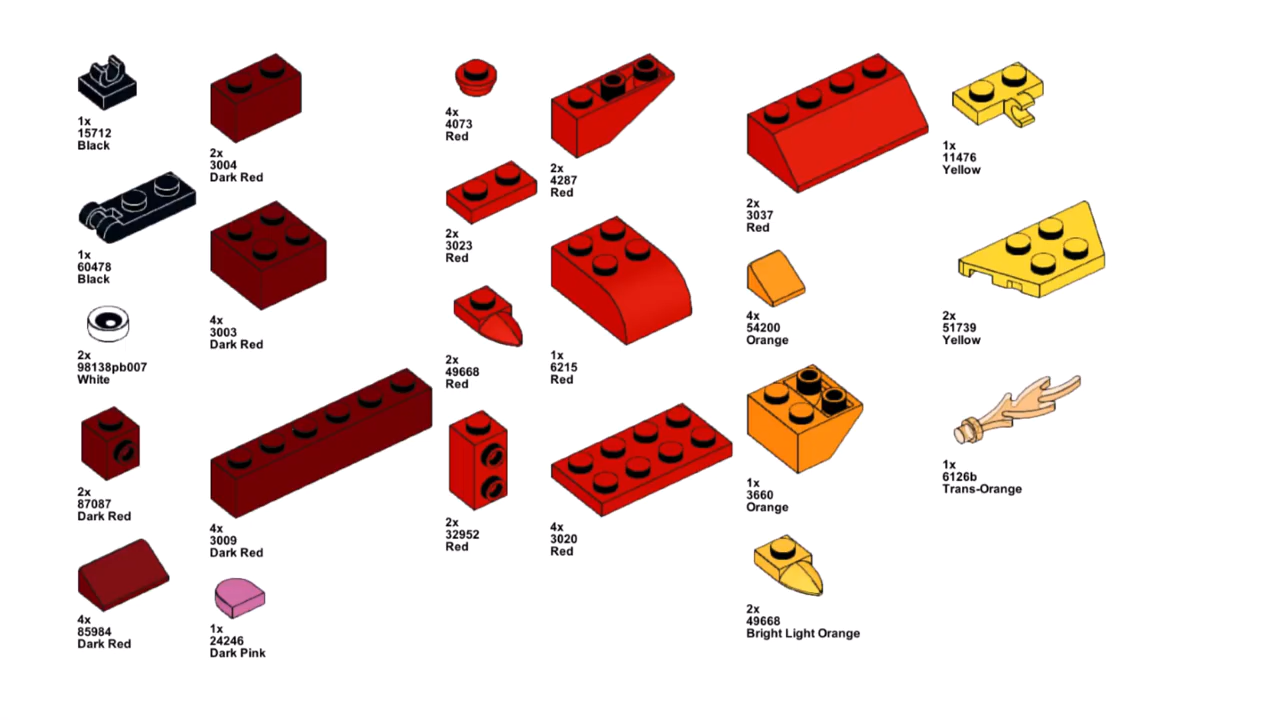 1x
15712
Black
1x
60478
Black
2x
98138pb007
White
2x
87087
Dark Red
4x
85984
Dark Red
2x
3004
Dark Red
4x
3003
Dark Red
4x
3009
Dark Red
1x
24246
Dark Pink
4x
4073
Red
2x
3023
Red
2x
49668
Red
2x
32952
Red
2x
4287
Red
1x
6215
Red
4x
3020
Red
2x
3037
Red
4x
54200
Orange
1x
3660
Orange
2x
49668
Bright Light Orange
1x
11476
Yellow
2x
51739
Yellow
1x
6126b
Trans-Orange